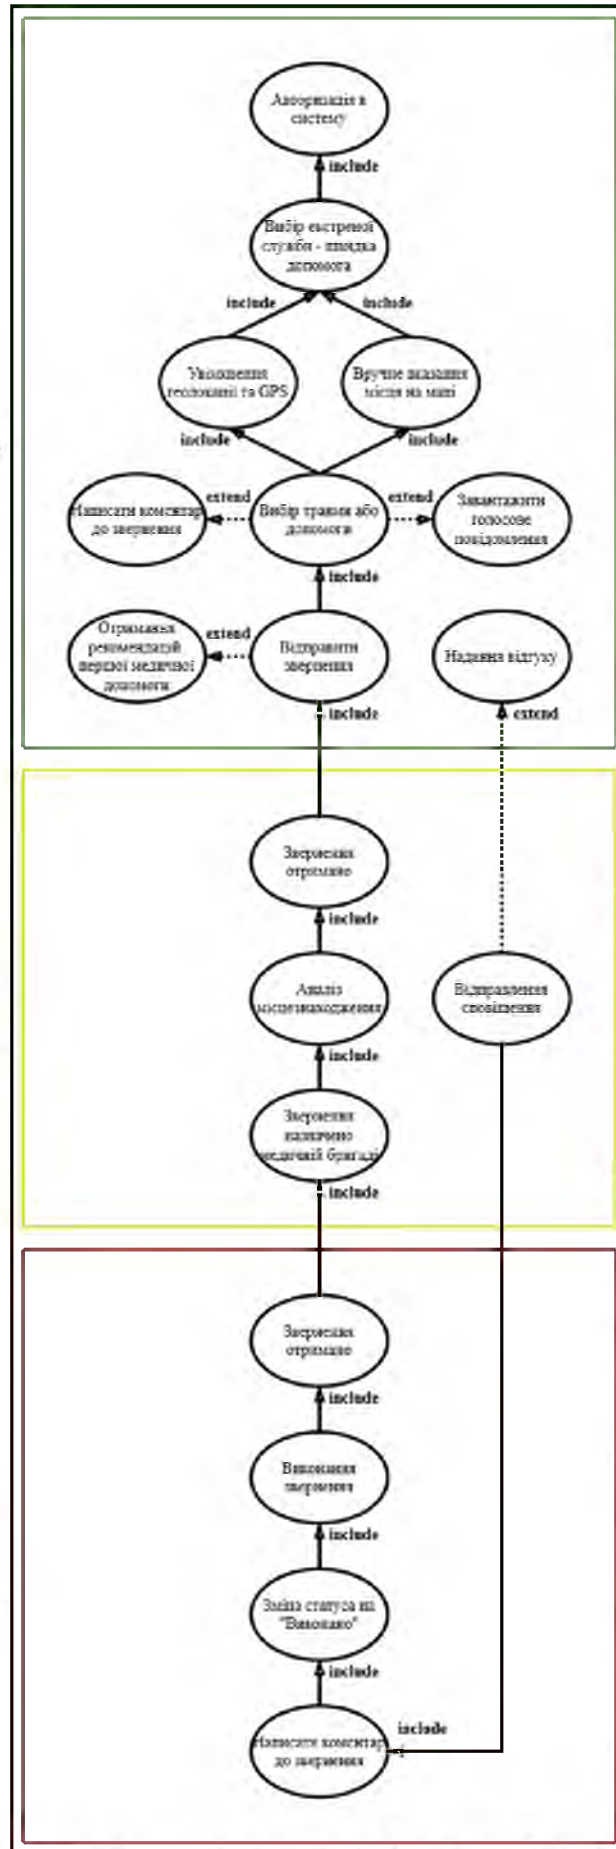 Авторизація в
систему
include
Вибір екстреної
служби - швидка
допомога
include
include
Увімкнення
геолокації та GPS
Вручне вказання
місця на мапі
include
include
Написати коментар
до звернення
extend
Вибір травми або
допомоги
extend
Завантажити
голосове
повідомлення
include
Отримання
рекомендацій
першої медичної
допомоги
extend
Відправити
звернення
Надання відгуку
include
extend
Звернення
отримано
include
Аналіз
місцезнаходження
Відправлення
сповіщення
include
Звернення
назначено
медичній бригаді
include
Звернення
отримано
include
Виконання
звернення
include
Зміна статуса на
"Виконано"
include
include
Написати коментар
до звернення